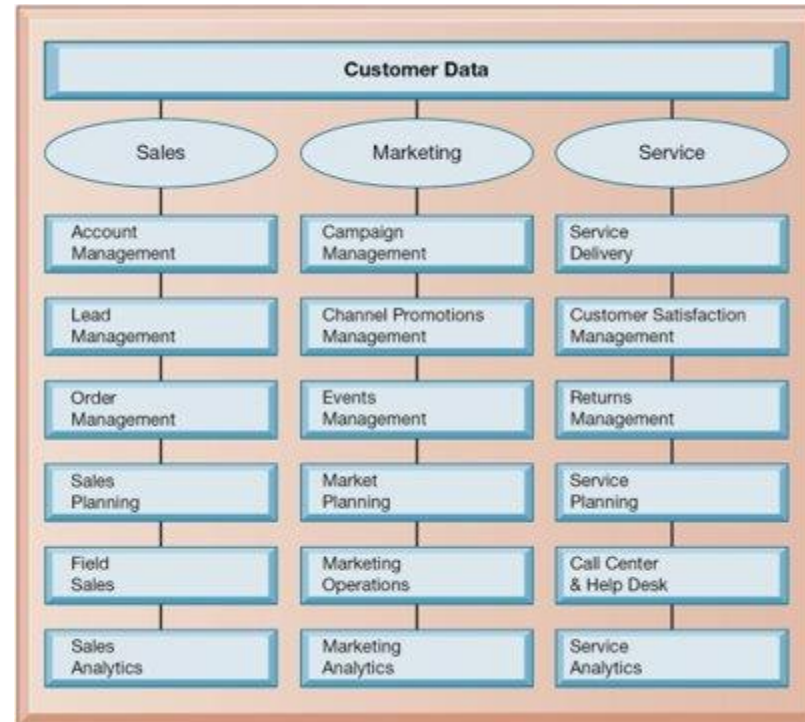 Customer Data
Sales
Marketing
Service
Account
Management
Campaign
Management
Service
Delivery
Lead
Management
Channel Promotions
Management
Customer Satisfaction
Management
Order
Management
Events
Management
Returns
Management
Sales
Planning
Market
Planning
Service
Planning
Field
Sales
Marketing
Operations
Call Center
& Help Desk
Sales
Analytics
Marketing
Analytics
Service
Analytics